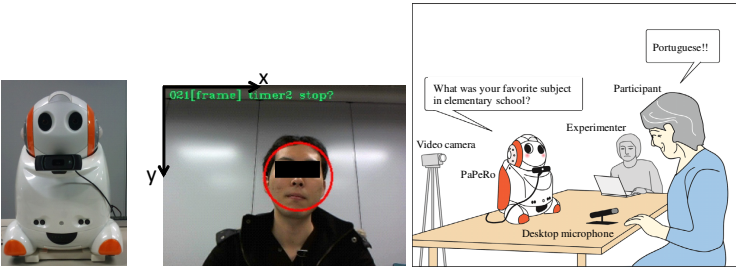 x
021[frame] timer2 stop?
y
Portuguese!!
What was your favorite subject
in elementary school?
Participant
Experimenter
Video camera
PaPeRo
Desktop microphone